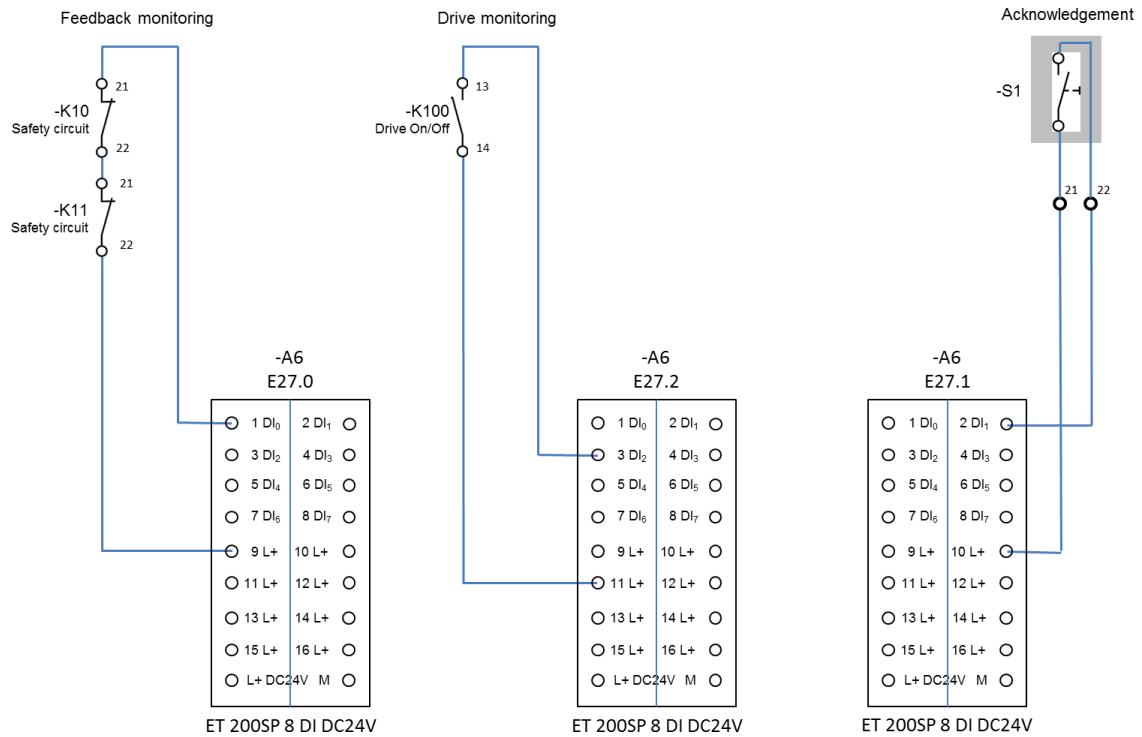 Feedback monitoring
21
-K10
Safety circuit
22
21
-K11
Safety circuit
22
-A6
E27.0
1 DI₀ 2 DI₁
3 DI₂ 4 DI₃
5 DI₄ 6 DI₅
7 DI₆ 8 DI₇
9 L+ 10 L+
11 L+ 12 L+
13 L+ 14 L+
15 L+ 16 L+
L+ DC24V M
ET 200SP 8 DI DC24V
Drive monitoring
13
-K100
Drive On/Off
14
-A6
E27.2
1 DI₀ 2 DI₁
3 DI₂ 4 DI₃
5 DI₄ 6 DI₅
7 DI₆ 8 DI₇
9 L+ 10 L+
11 L+ 12 L+
13 L+ 14 L+
15 L+ 16 L+
L+ DC24V M
ET 200SP 8 DI DC24V
Acknowledgement
-S1
21 22
-A6
E27.1
1 DI₀ 2 DI₁
3 DI₂ 4 DI₃
5 DI₄ 6 DI₅
7 DI₆ 8 DI₇
9 L+ 10 L+
11 L+ 12 L+
13 L+ 14 L+
15 L+ 16 L+
L+ DC24V M
ET 200SP 8 DI DC24V